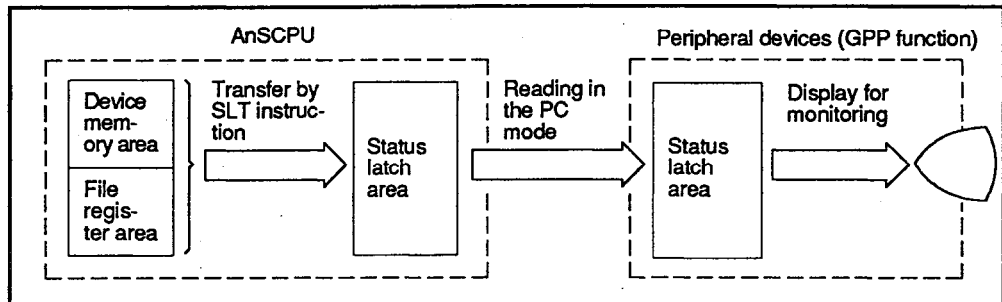 AnSCPU
Peripheral devices (GPP function)
Device
mem-
ory area
File
regis-
ter area
Transfer by
SLT instruc-
tion
Status
latch
area
Reading in
the PC
mode
Status
latch
area
Display for
monitoring